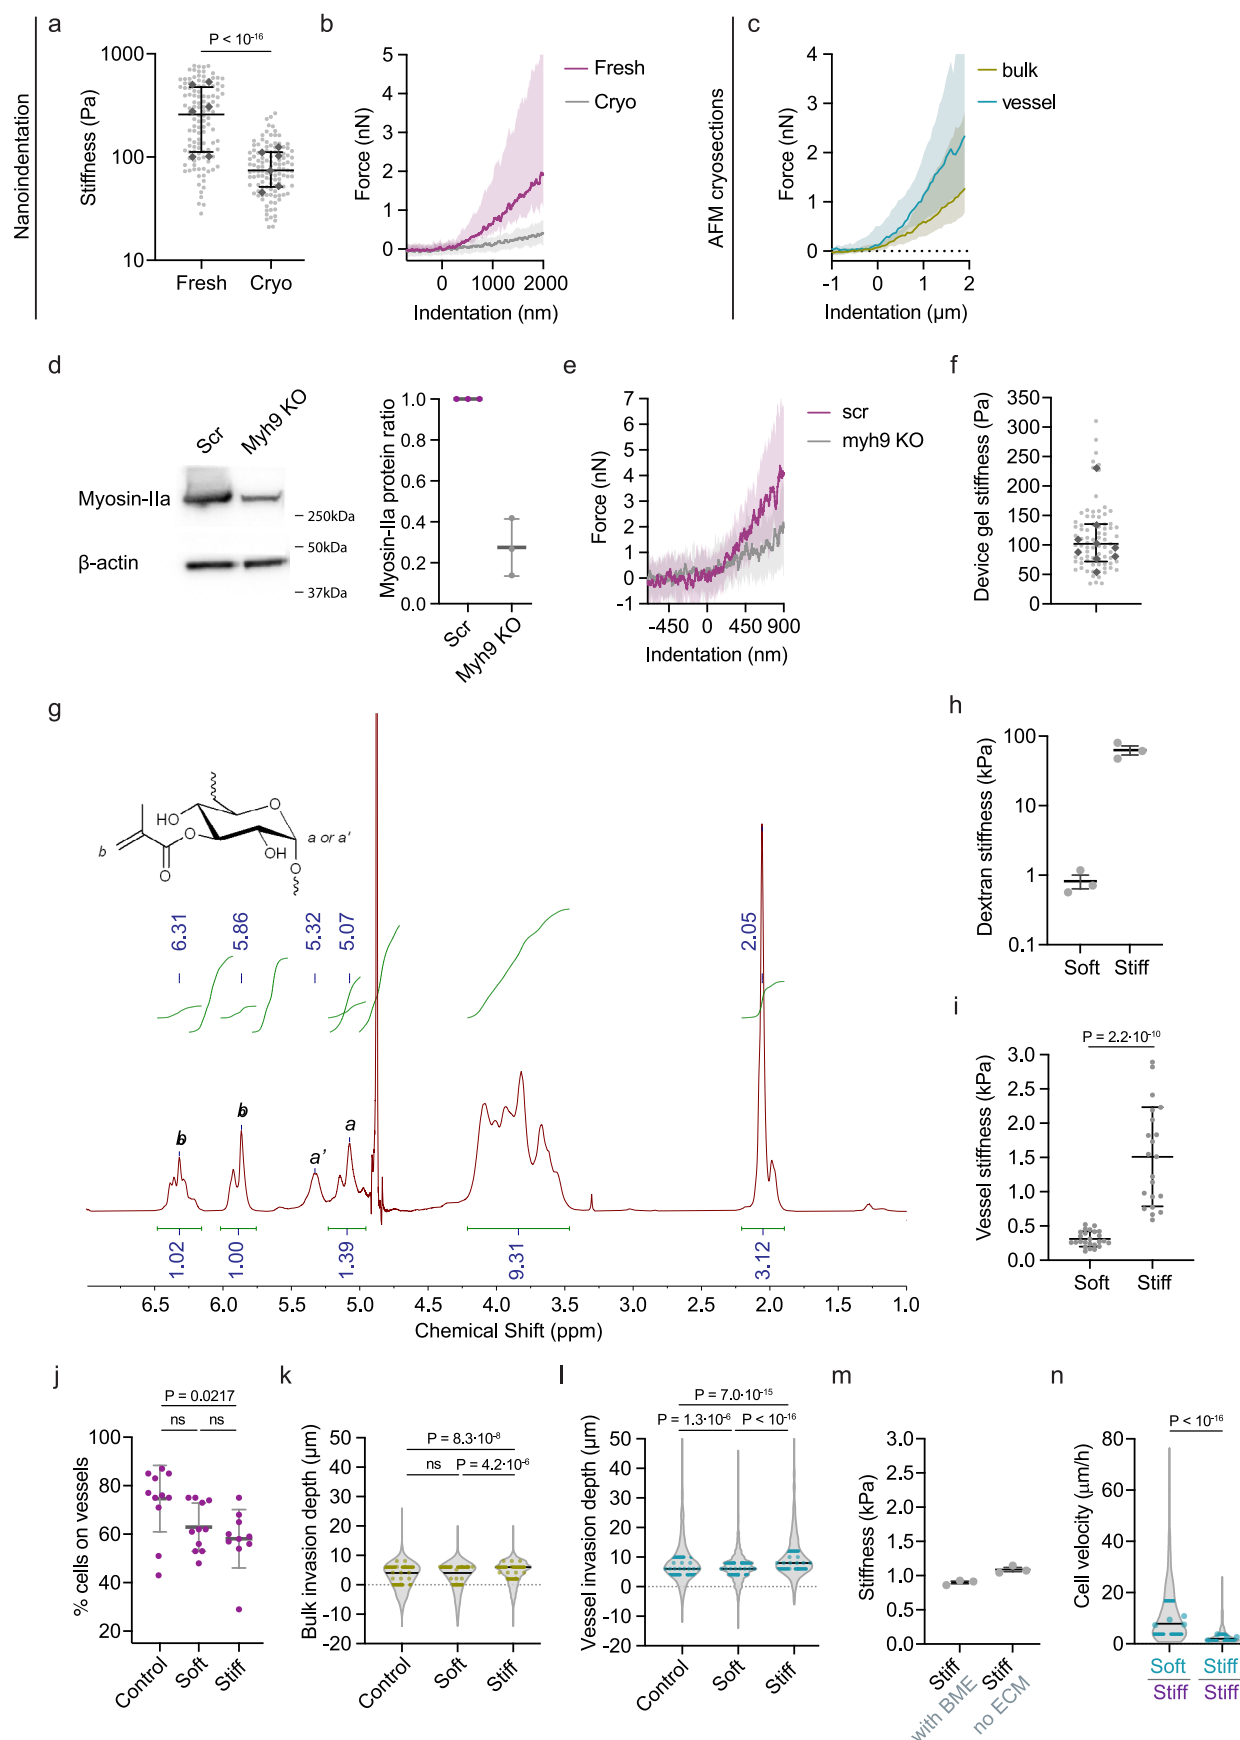 a
Nanoindentation
Stiffness (Pa)
1000
100
10
P < 10⁻¹⁶
Fresh
Cryo
b
Force (nN)
5
4
3
2
1
0
0
1000
2000
Indentation (nm)
Fresh
Cryo
AFM cryosections
c
Force (nN)
4
3
2
1
0
-1
0
1
2
Indentation (µm)
bulk
vessel
d
Scr
Myh9 KO
Myosin-IIa
β-actin
– 250kDa
– 50kDa
– 37kDa
Myosin-IIa protein ratio
1.0
0.8
0.6
0.4
0.2
0.0
Scr
Myh9 KO
e
Force (nN)
7
6
5
4
3
2
1
0
-1
-450
0
450
900
Indentation (nm)
scr
myh9 KO
f
Device gel stiffness (Pa)
350
300
250
200
150
100
50
0
g
HO
O
O
O
OH
O
b
a or a'
6.31
5.86
5.32
5.07
2.05
b
b
a'
a
1.02
1.00
1.39
9.31
3.12
6.5
6.0
5.5
5.0
4.5
4.0
3.5
3.0
2.5
2.0
1.5
1.0
Chemical Shift (ppm)
h
Dextran stiffness (kPa)
100
10
1
0.1
Soft
Stiff
i
P = 2.2·10⁻¹⁰
Vessel stiffness (kPa)
3.0
2.5
2.0
1.5
1.0
0.5
0.0
Soft
Stiff
j
P = 0.0217
ns
ns
% cells on vessels
100
80
60
40
20
Control
Soft
Stiff
k
P = 8.3·10⁻⁸
ns
P = 4.2·10⁻⁶
Bulk invasion depth (µm)
50
40
30
20
10
0
-10
-20
Control
Soft
Stiff
l
P = 7.0·10⁻¹⁵
P = 1.3·10⁻⁶
P < 10⁻¹⁶
Vessel invasion depth (µm)
50
40
30
20
10
0
-10
-20
Control
Soft
Stiff
m
Stiffness (kPa)
3.0
2.5
2.0
1.5
1.0
0.5
0.0
Stiff
with BME
Stiff
no ECM
n
P < 10⁻¹⁶
Cell velocity (µm/h)
80
60
40
20
0
Soft
Stiff
Stiff
Stiff